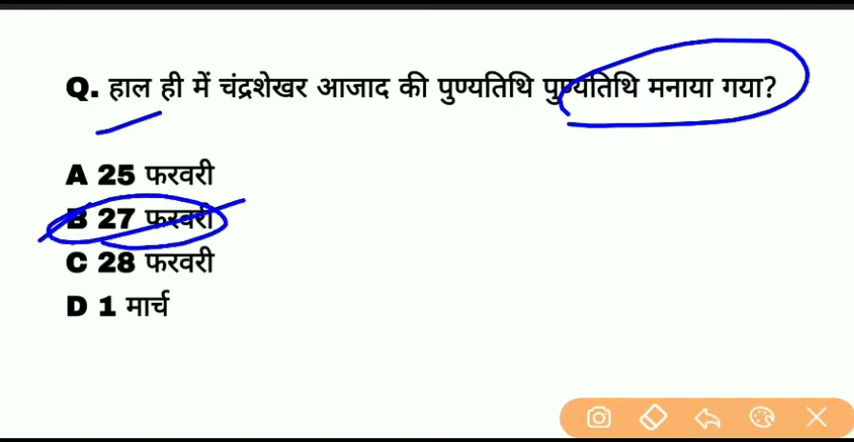 Q. हाल ही में चंद्रशेखर आजाद की पुण्यतिथि पुण्यतिथि मनाया गया?
A 25 फरवरी
B 27 फरवरी
C 28 फरवरी
D 1 मार्च